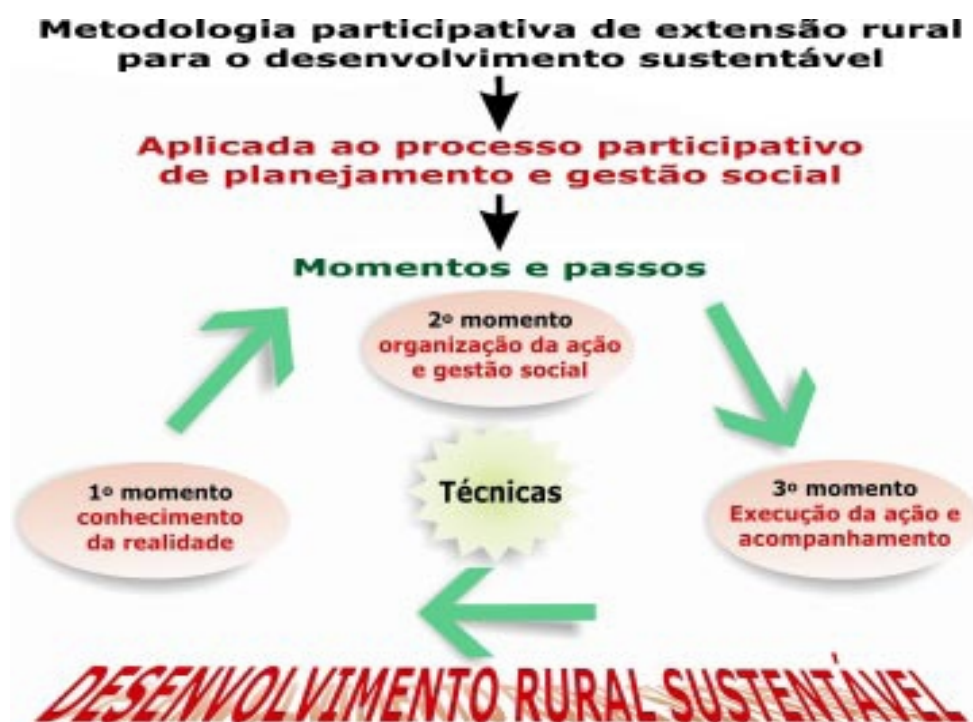 Metodologia participativa de extensão rural
para o desenvolvimento sustentável
Aplicada ao processo participativo
de planejamento e gestão social
Momentos e passos
2º momento
organização da ação
e gestão social
1º momento
conhecimento
da realidade
Técnicas
3º momento
Execução da ação e
acompanhamento
DESENVOLVIMENTO RURAL SUSTENTÁVEL